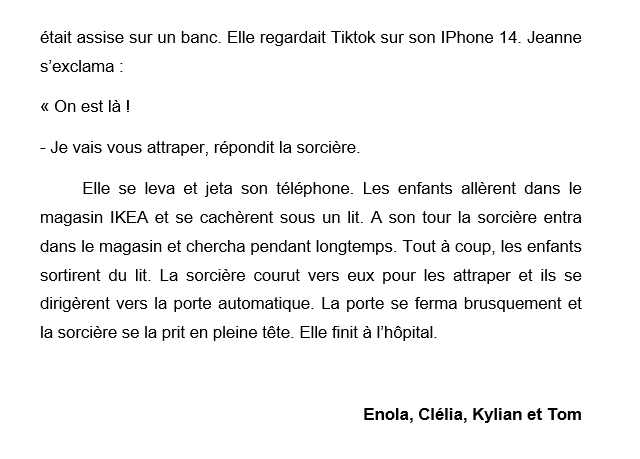 était assise sur un banc. Elle regardait Tiktok sur son IPhone 14. Jeanne
s’exclama :
« On est là !
- Je vais vous attraper, répondit la sorcière.
Elle se leva et jeta son téléphone. Les enfants allèrent dans le
magasin IKEA et se cachèrent sous un lit. A son tour la sorcière entra
dans le magasin et chercha pendant longtemps. Tout à coup, les enfants
sortirent du lit. La sorcière courut vers eux pour les attraper et ils se
dirigèrent vers la porte automatique. La porte se ferma brusquement et
la sorcière se la prit en pleine tête. Elle finit à l’hôpital.
Enola, Clélia, Kylian et Tom